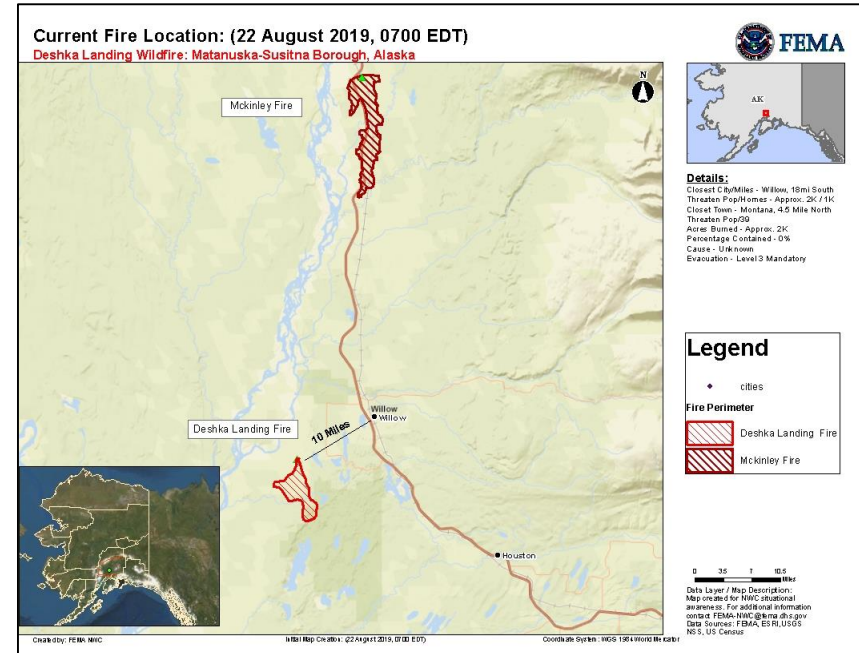 Current Fire Location: (22 August 2019, 0700 EDT)
Deshka Landing Wildfire: Matanuska-Susitna Borough, Alaska
FEMA
Mckinley Fire
N
AK
Details:
Closest City/Miles - Willow, 18mi South
Threaten Pop/Homes - Approx. 2K / 1K
Closet Town - Montana, 4.5 Mile North
Threaten Pop/39
Acres Burned - Approx. 2K
Percentage Contained - 0%
Cause - Unknown
Evacuation - Level 3 Mandatory
Legend
cities
Fire Perimeter
Deshka Landing Fire
Mckinley Fire
Willow
Willow
Deshka Landing Fire
10 Miles
Houston
0 3.5 7 10.5
Miles
Data Layer / Map Description:
Map created for NWC situational
awareness. For additional information
contact FEMA-NWC@fema.dhs.gov
Data Sources: FEMA, ESRI, USGS
NSS, US Census
Created by: FEMA NWC
Initial Map Creation: (22 August, 2019, 0700 EDT)
Coordinate System: WGS 1984 World Mercator